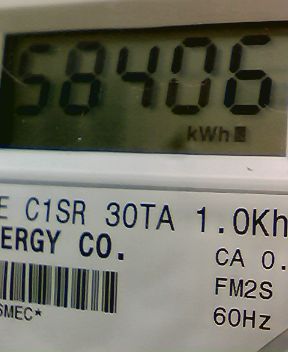 58406
kWh
E C1SR 30TA 1.0Kh
ERGY CO.
CA 0.
FM2S
SMEC*
60Hz